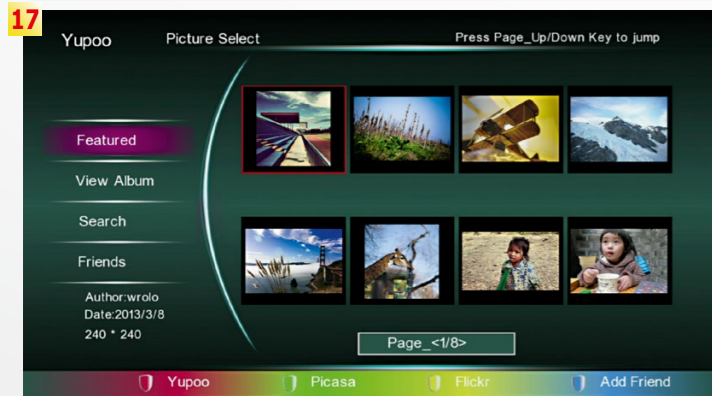 17
Yupoo
Picture Select
Press Page_Up/Down Key to jump
Featured
View Album
Search
Friends
Author:wrolo
Date:2013/3/8
240 * 240
Page_<1/8>
Yupoo
Picasa
Flickr
Add Friend